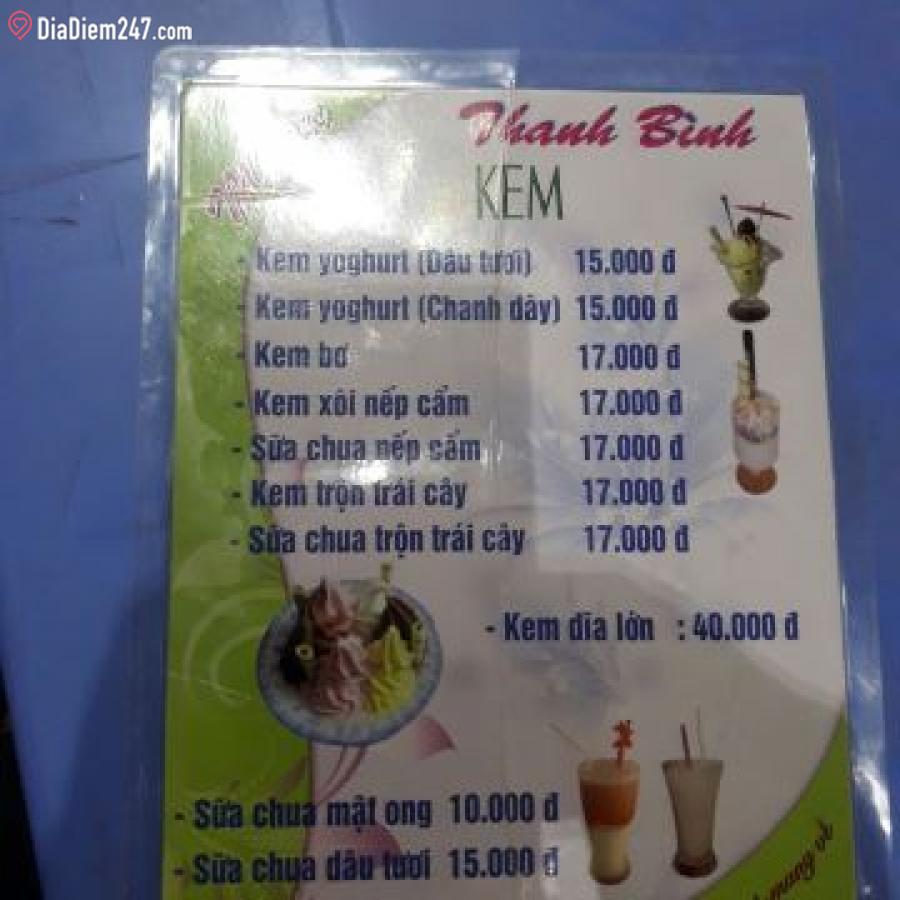 DiaDiem247.com
Thanh Bình
KEM
- Kem yoghurt (Dâu tươi) 15.000 đ
- Kem yoghurt (Chanh dây) 15.000 đ
- Kem bơ 17.000 đ
- Kem xôi nếp cẩm 17.000 đ
- Sữa chua nếp cẩm 17.000 đ
- Kem trộn trái cây 17.000 đ
- Sữa chua trộn trái cây 17.000 đ
- Kem dĩa lớn : 40.000 đ
- Sữa chua mật ong 10.000 đ
- Sữa chua dâu tươi 15.000 đ
mang về